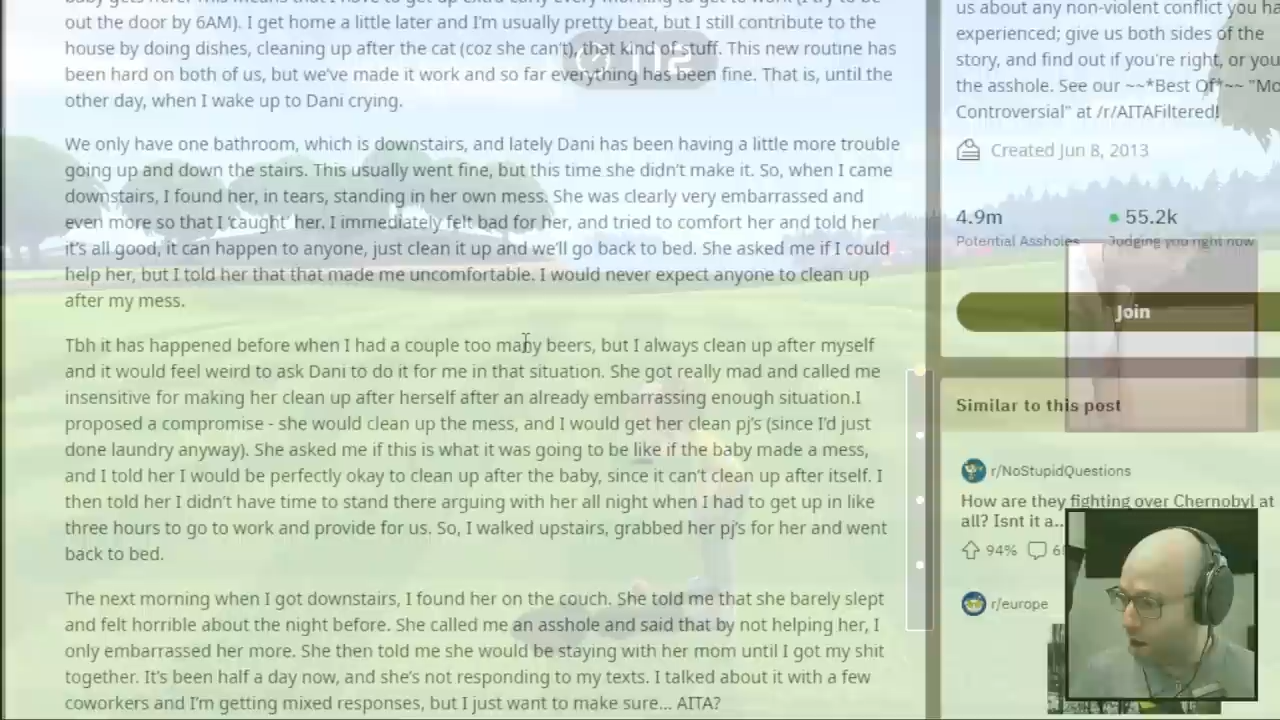 out the door by 6AM). I get home a little later and I'm usually pretty beat, but I still contribute to the
house by doing dishes, cleaning up after the cat (coz she can't), that kind of stuff. This new routine has
been hard on both of us, but we've made it work and so far everything has been fine. That is, until the
other day, when I wake up to Dani crying.
We only have one bathroom, which is downstairs, and lately Dani has been having a little more trouble
going up and down the stairs. This usually went fine, but this time she didn't make it. So, when I came
downstairs, I found her, in tears, standing in her own mess. She was clearly very embarrassed and
even more so that I 'caught' her. I immediately felt bad for her, and tried to comfort her and told her
it's all good, it can happen to anyone, just clean it up and we'll go back to bed. She asked me if I could
help her, but I told her that that made me uncomfortable. I would never expect anyone to clean up
after my mess.
Tbh it has happened before when I had a couple too many beers, but I always clean up after myself
and it would feel weird to ask Dani to do it for me in that situation. She got really mad and called me
insensitive for making her clean up after herself after an already embarrassing enough situation.I
proposed a compromise - she would clean up the mess, and I would get her clean pj's (since I'd just
done laundry anyway). She asked me if this is what it was going to be like if the baby made a mess,
and I told her I would be perfectly okay to clean up after the baby, since it can't clean up after itself. I
then told her I didn't have time to stand there arguing with her all night when I had to get up in like
three hours to go to work and provide for us. So, I walked upstairs, grabbed her pj's for her and went
back to bed.
The next morning when I got downstairs, I found her on the couch. She told me that she barely slept
and felt horrible about the night before. She called me an asshole and said that by not helping her, I
only embarrassed her more. She then told me she would be staying with her mom until I got my shit
together. It's been half a day now, and she's not responding to my texts. I talked about it with a few
coworkers and I'm getting mixed responses, but I just want to make sure... AITA?
us about any non-violent conflict you ha
experienced; give us both sides of the
story, and find out if you're right, or you
the asshole. See our ~~*Best Of*~~ "Mo
Controversial" at /r/AITAFiltered!
Created Jun 8, 2013
4.9m
55.2k
Potential Assholes
Judging you right now
Join
Similar to this post
r/NoStupidQuestions
How are they fighting over Chernobyl at
all? Isnt it a...
94%
r/europe